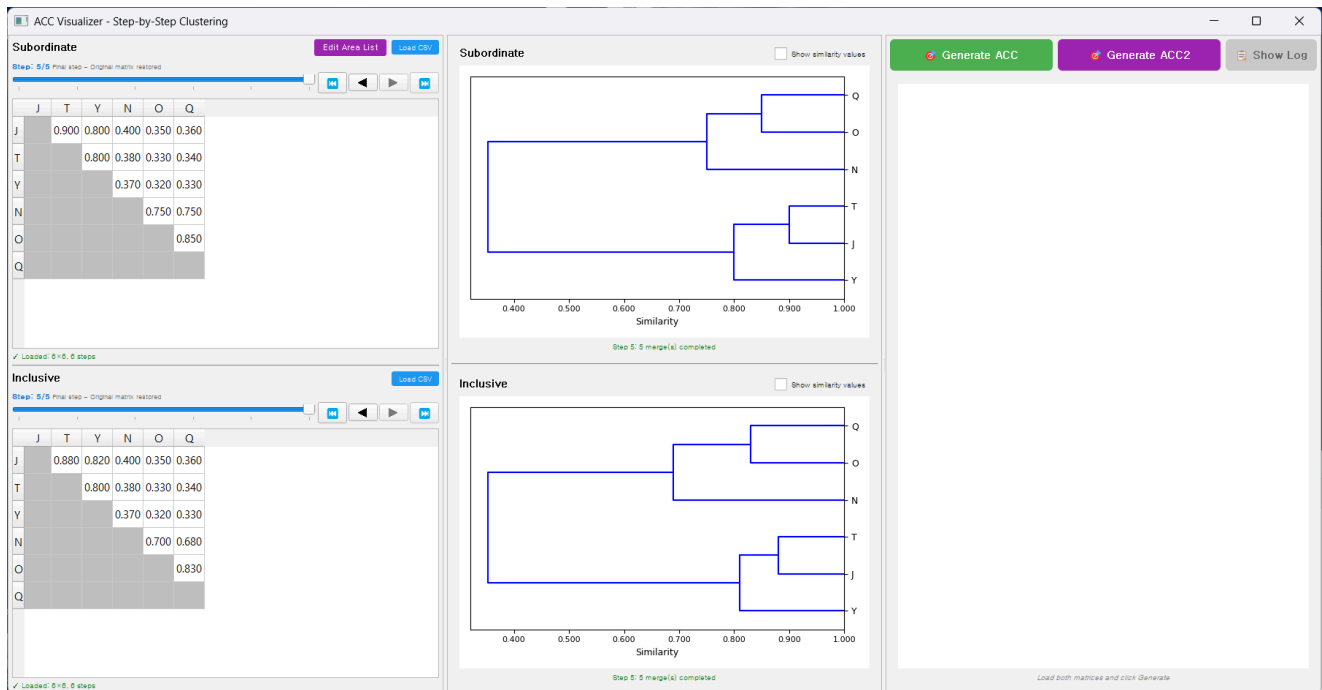 ACC Visualizer - Step-by-Step Clustering
Subordinate
Edit Area List
Load CSV
Step: 5/5 Final step – Original matrix restored
J T Y N O Q
J 0.900 0.800 0.400 0.350 0.360
T 0.800 0.380 0.330 0.340
Y 0.370 0.320 0.330
N 0.750 0.750
O 0.850
Q
✓ Loaded: 6×6, 6 steps
Inclusive
Load CSV
Step: 5/5 Final step – Original matrix restored
J T Y N O Q
J 0.880 0.820 0.400 0.350 0.360
T 0.800 0.380 0.330 0.340
Y 0.370 0.320 0.330
N 0.700 0.680
O 0.830
Q
✓ Loaded: 6×6, 6 steps
Subordinate
Show similarity values
Q
O
N
T
J
Y
0.400 0.500 0.600 0.700 0.800 0.900 1.000
Similarity
Step 5: 5 merge(s) completed
Inclusive
Show similarity values
Q
O
N
T
J
Y
0.400 0.500 0.600 0.700 0.800 0.900 1.000
Similarity
Step 5: 5 merge(s) completed
Generate ACC
Generate ACC2
Show Log
Load both matrices and click Generate